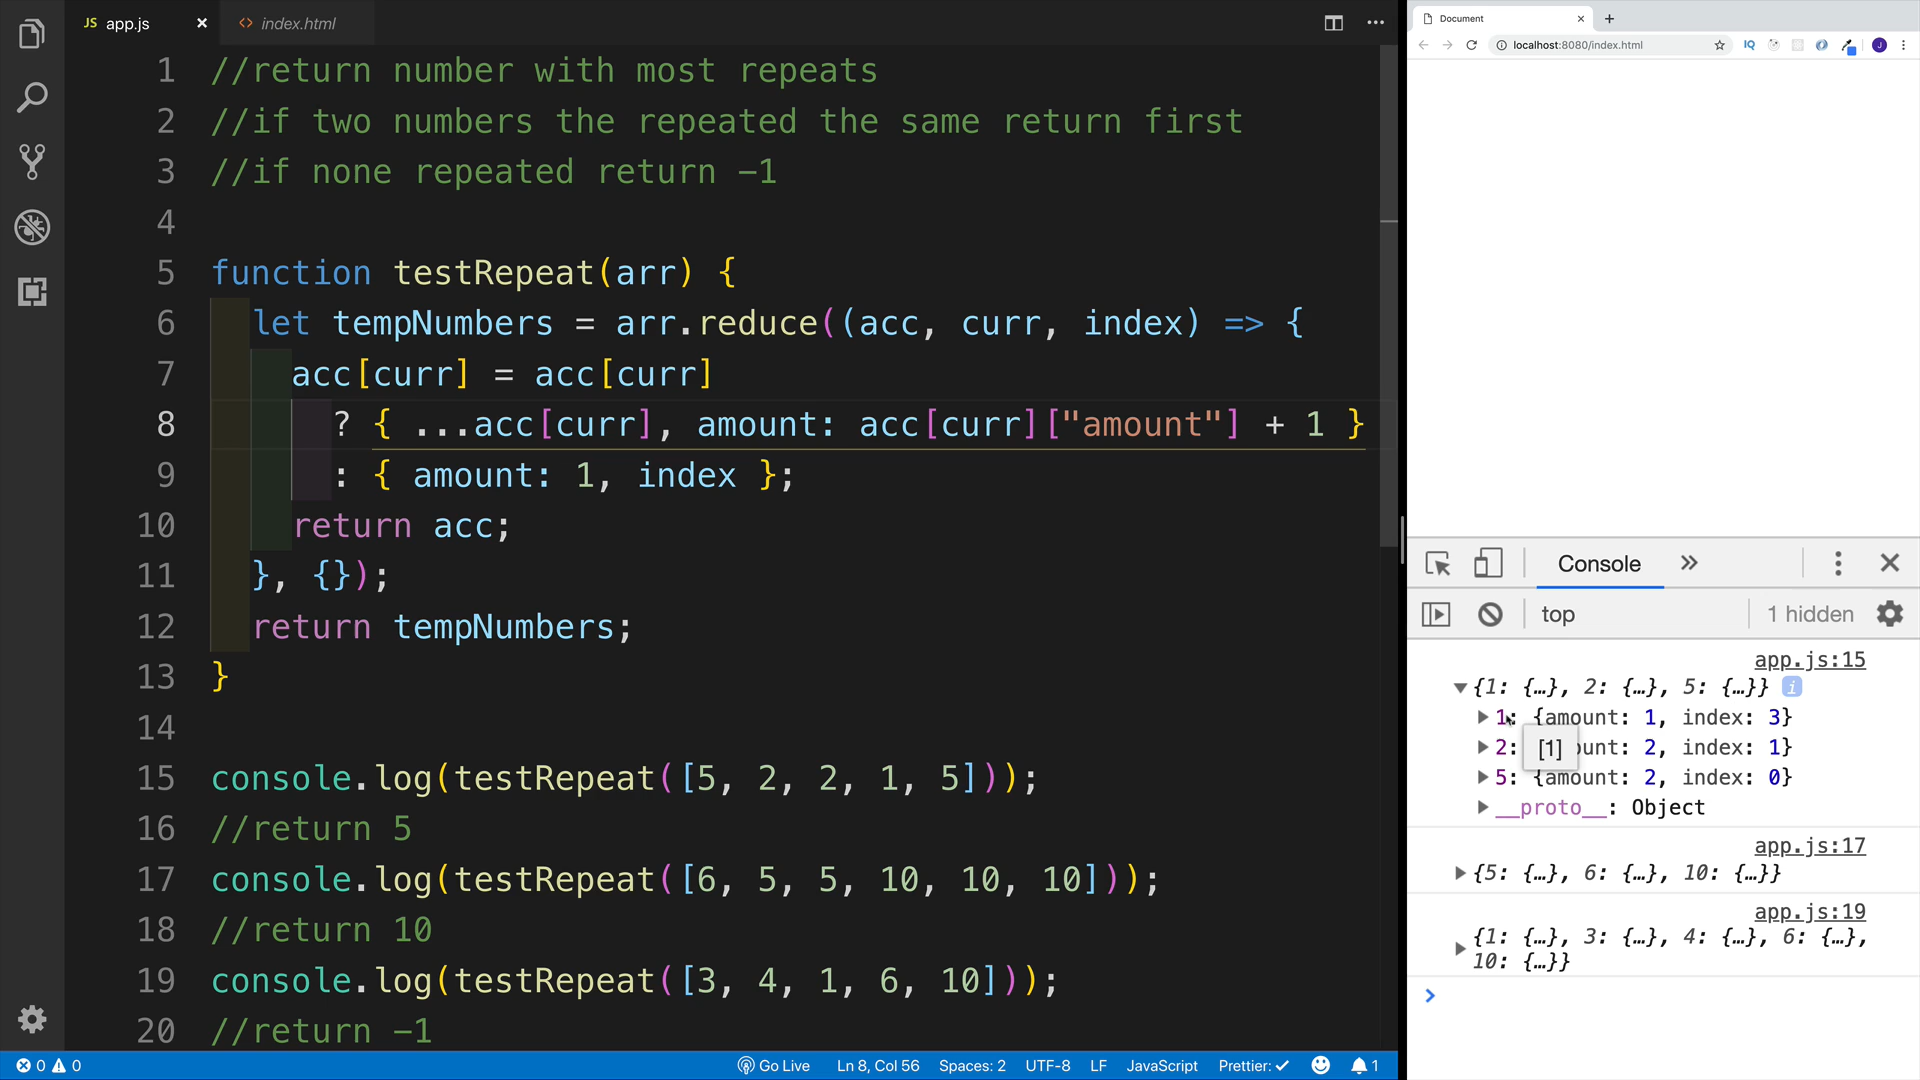 JS app.js × <> index.html
1 //return number with most repeats
2 //if two numbers the repeated the same return first
3 //if none repeated return -1
4
5 function testRepeat(arr) {
6 let tempNumbers = arr.reduce((acc, curr, index) => {
7 acc[curr] = acc[curr]
8 ? { ...acc[curr], amount: acc[curr]["amount"] + 1 }
9 : { amount: 1, index };
10 return acc;
11 }, {});
12 return tempNumbers;
13 }
14
15 console.log(testRepeat([5, 2, 2, 1, 5]));
16 //return 5
17 console.log(testRepeat([6, 5, 5, 10, 10, 10]));
18 //return 10
19 console.log(testRepeat([3, 4, 1, 6, 10]));
20 //return -1
0 0 Go Live Ln 8, Col 56 Spaces: 2 UTF-8 LF JavaScript Prettier: ✓ 1
Document
localhost:8080/index.html IQ J
Console »
top 1 hidden
app.js:15
{1: {…}, 2: {…}, 5: {…}} i
1: {amount: 1, index: 3}
2: ount: 2, index: 1}
[1]
5: {amount: 2, index: 0}
__proto__: Object
app.js:17
{5: {…}, 6: {…}, 10: {…}}
app.js:19
{1: {…}, 3: {…}, 4: {…}, 6: {…},
10: {…}}
>